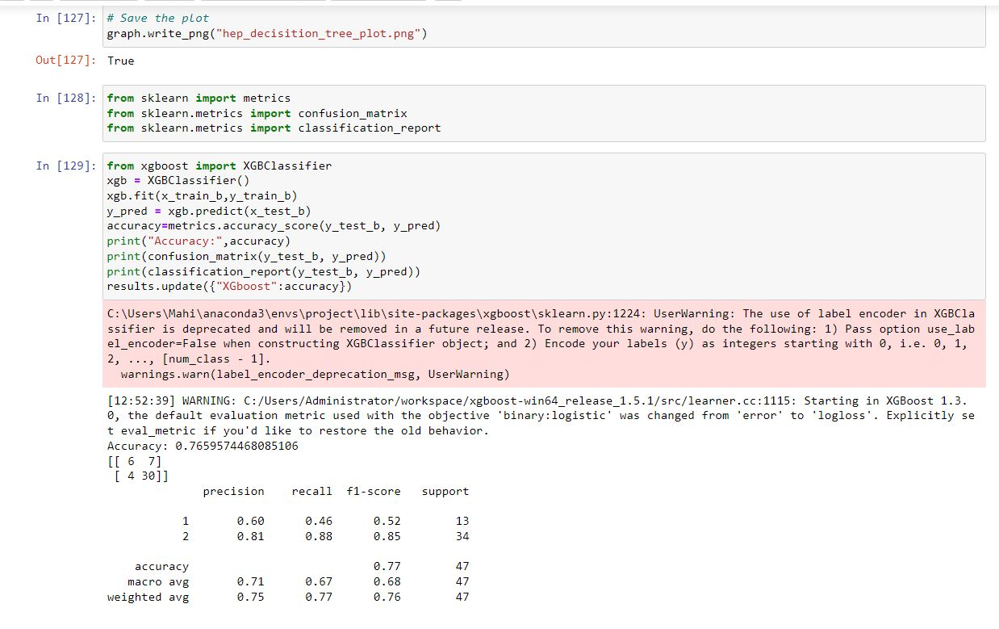 In [127]: # Save the plot
graph.write_png("hep_decisition_tree_plot.png")
Out[127]: True
In [128]: from sklearn import metrics
from sklearn.metrics import confusion_matrix
from sklearn.metrics import classification_report
In [129]: from xgboost import XGBClassifier
xgb = XGBClassifier()
xgb.fit(x_train_b,y_train_b)
y_pred = xgb.predict(x_test_b)
accuracy=metrics.accuracy_score(y_test_b, y_pred)
print("Accuracy:",accuracy)
print(confusion_matrix(y_test_b, y_pred))
print(classification_report(y_test_b, y_pred))
results.update({"XGboost":accuracy})
C:\Users\Mahi\anaconda3\envs\project\lib\site-packages\xgboost\sklearn.py:1224: UserWarning: The use of label encoder in XGBCla
ssifier is deprecated and will be removed in a future release. To remove this warning, do the following: 1) Pass option use_lab
el_encoder=False when constructing XGBClassifier object; and 2) Encode your labels (y) as integers starting with 0, i.e. 0, 1,
2, ..., [num_class - 1].
  warnings.warn(label_encoder_deprecation_msg, UserWarning)
[12:52:39] WARNING: C:/Users/Administrator/workspace/xgboost-win64_release_1.5.1/src/learner.cc:1115: Starting in XGBoost 1.3.
0, the default evaluation metric used with the objective 'binary:logistic' was changed from 'error' to 'logloss'. Explicitly se
t eval_metric if you'd like to restore the old behavior.
Accuracy: 0.7659574468085106
[[ 6  7]
 [ 4 30]]
              precision    recall  f1-score   support
           1       0.60      0.46      0.52        13
           2       0.81      0.88      0.85        34
    accuracy                           0.77        47
   macro avg       0.71      0.67      0.68        47
weighted avg       0.75      0.77      0.76        47